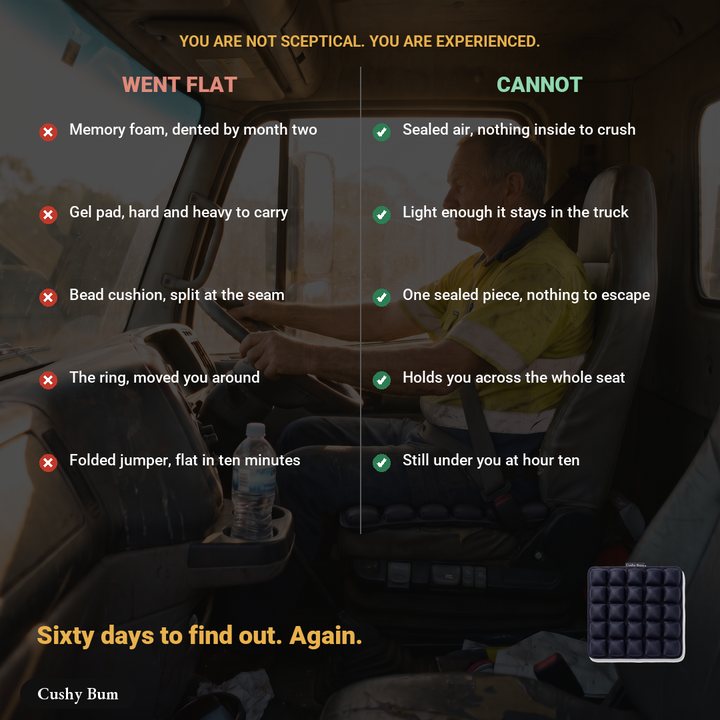 YOU ARE NOT SCEPTICAL. YOU ARE EXPERIENCED.
WENT FLAT
CANNOT
Memory foam, dented by month two
Sealed air, nothing inside to crush
Gel pad, hard and heavy to carry
Light enough it stays in the truck
Bead cushion, split at the seam
One sealed piece, nothing to escape
The ring, moved you around
Holds you across the whole seat
Folded jumper, flat in ten minutes
Still under you at hour ten
Cushy Bum
Sixty days to find out. Again.
Cushy Bum